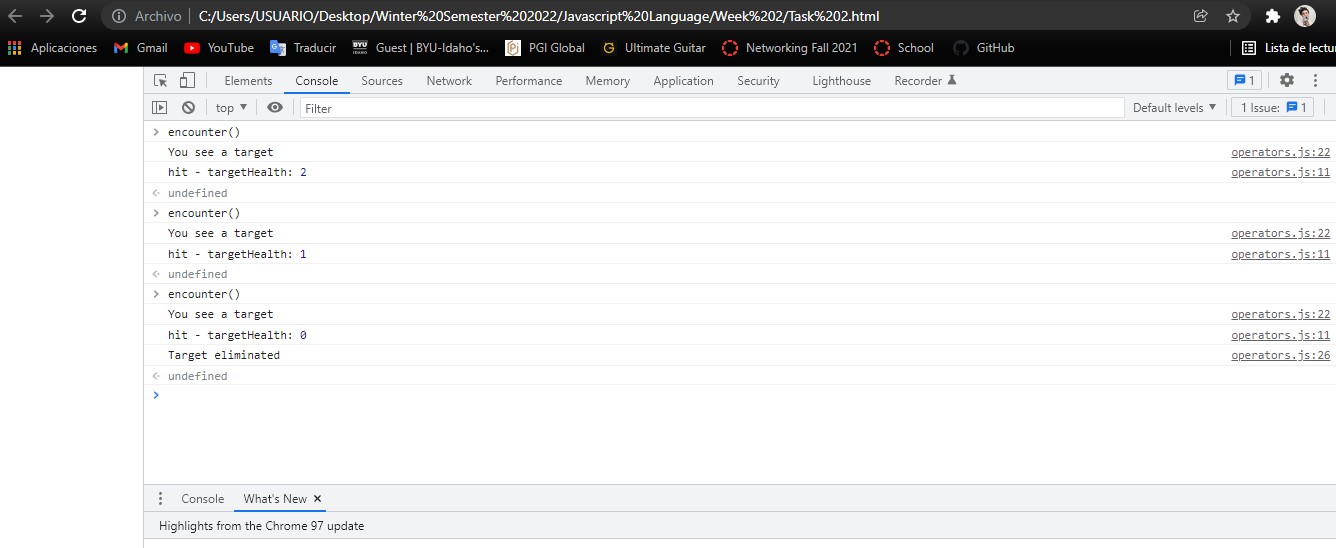 Archivo C:/Users/USUARIO/Desktop/Winter%20Semester%202022/Javascript%20Language/Week%202/Task%202.html
Aplicaciones Gmail YouTube Traducir BYU IDAHO Guest | BYU-Idaho's... PGI Global G Ultimate Guitar Networking Fall 2021 School GitHub Lista de lectur
Elements Console Sources Network Performance Memory Application Security Lighthouse Recorder 1
top Filter Default levels 1 Issue: 1
encounter()
You see a target operators.js:22
hit - targetHealth: 2 operators.js:11
undefined
encounter()
You see a target operators.js:22
hit - targetHealth: 1 operators.js:11
undefined
encounter()
You see a target operators.js:22
hit - targetHealth: 0 operators.js:11
Target eliminated operators.js:26
undefined
Console What's New
Highlights from the Chrome 97 update